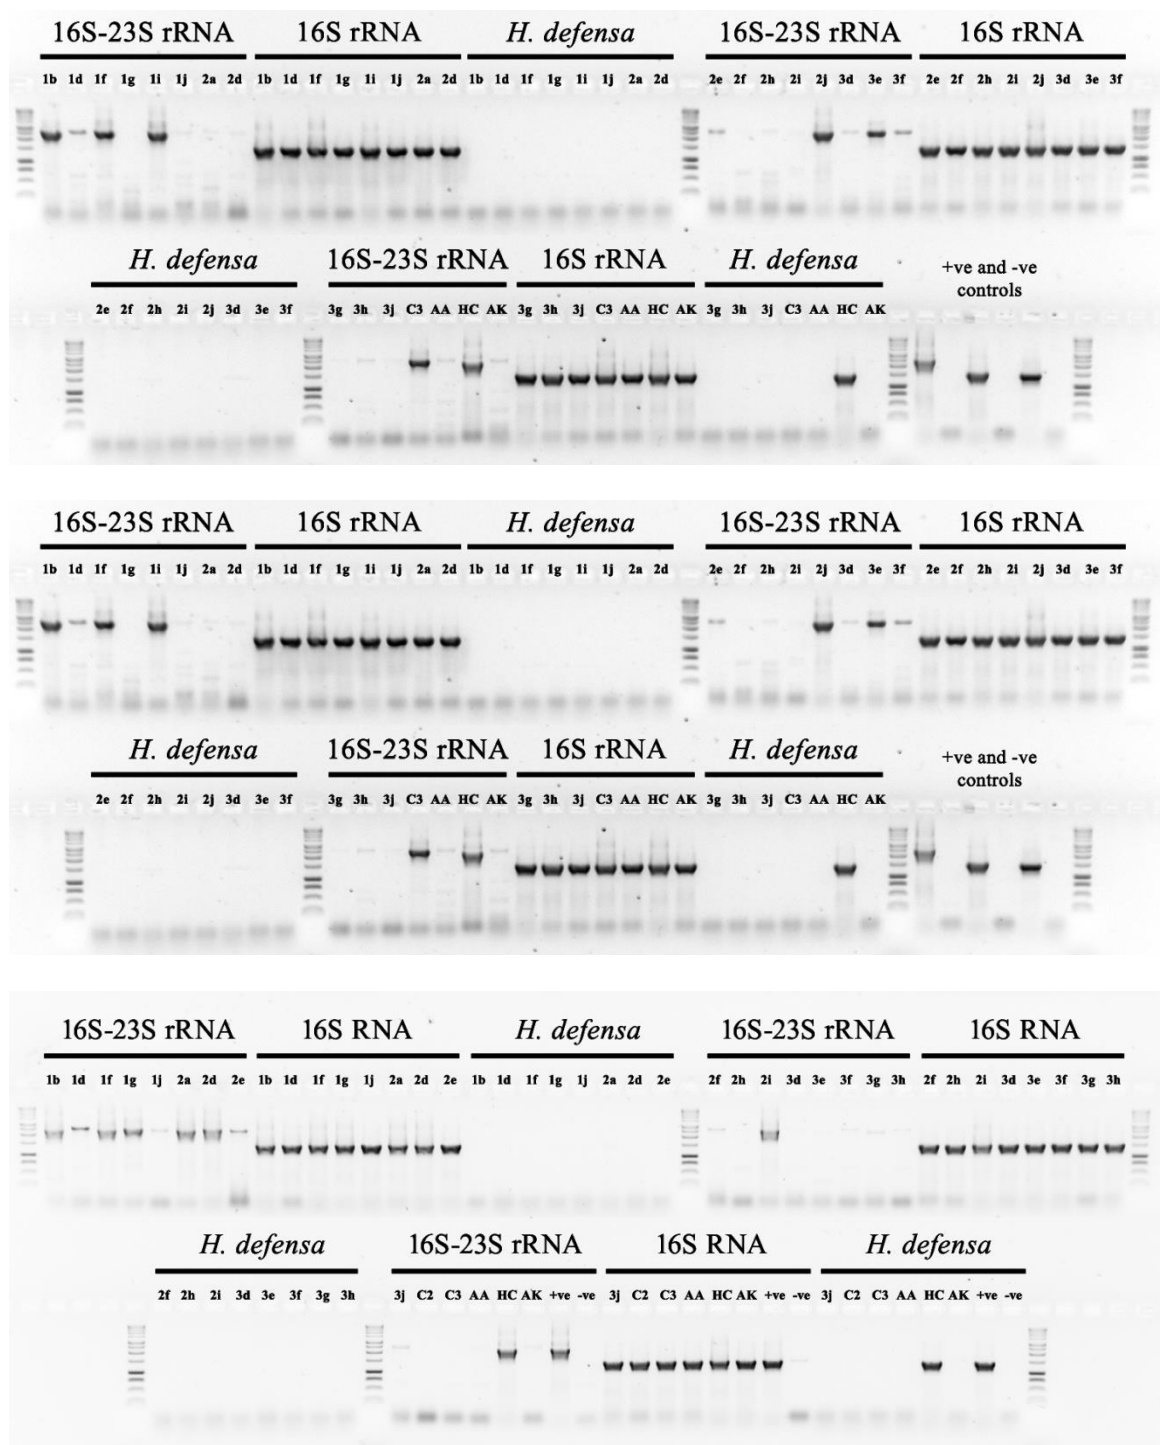 16S-23S rRNA 16S rRNA H. defensa 16S-23S rRNA 16S rRNA
1b 1d 1f 1g 1i 1j 2a 2d 1b 1d 1f 1g 1i 1j 2a 2d 1b 1d 1f 1g 1i 1j 2a 2d 2e 2f 2h 2i 2j 3d 3e 3f 2e 2f 2h 2i 2j 3d 3e 3f
H. defensa 16S-23S rRNA 16S rRNA H. defensa +ve and -ve
controls
2e 2f 2h 2i 2j 3d 3e 3f 3g 3h 3j C3 AA HC AK 3g 3h 3j C3 AA HC AK 3g 3h 3j C3 AA HC AK
16S-23S rRNA 16S rRNA H. defensa 16S-23S rRNA 16S rRNA
1b 1d 1f 1g 1i 1j 2a 2d 1b 1d 1f 1g 1i 1j 2a 2d 1b 1d 1f 1g 1i 1j 2a 2d 2e 2f 2h 2i 2j 3d 3e 3f 2e 2f 2h 2i 2j 3d 3e 3f
H. defensa 16S-23S rRNA 16S rRNA H. defensa +ve and -ve
controls
2e 2f 2h 2i 2j 3d 3e 3f 3g 3h 3j C3 AA HC AK 3g 3h 3j C3 AA HC AK 3g 3h 3j C3 AA HC AK
16S-23S rRNA 16S RNA H. defensa 16S-23S rRNA 16S RNA
1b 1d 1f 1g 1j 2a 2d 2e 1b 1d 1f 1g 1j 2a 2d 2e 1b 1d 1f 1g 1j 2a 2d 2e 2f 2h 2i 3d 3e 3f 3g 3h 2f 2h 2i 3d 3e 3f 3g 3h
H. defensa 16S-23S rRNA 16S RNA H. defensa
2f 2h 2i 3d 3e 3f 3g 3h 3j C2 C3 AA HC AK +ve -ve 3j C2 C3 AA HC AK +ve -ve 3j C2 C3 AA HC AK +ve -ve